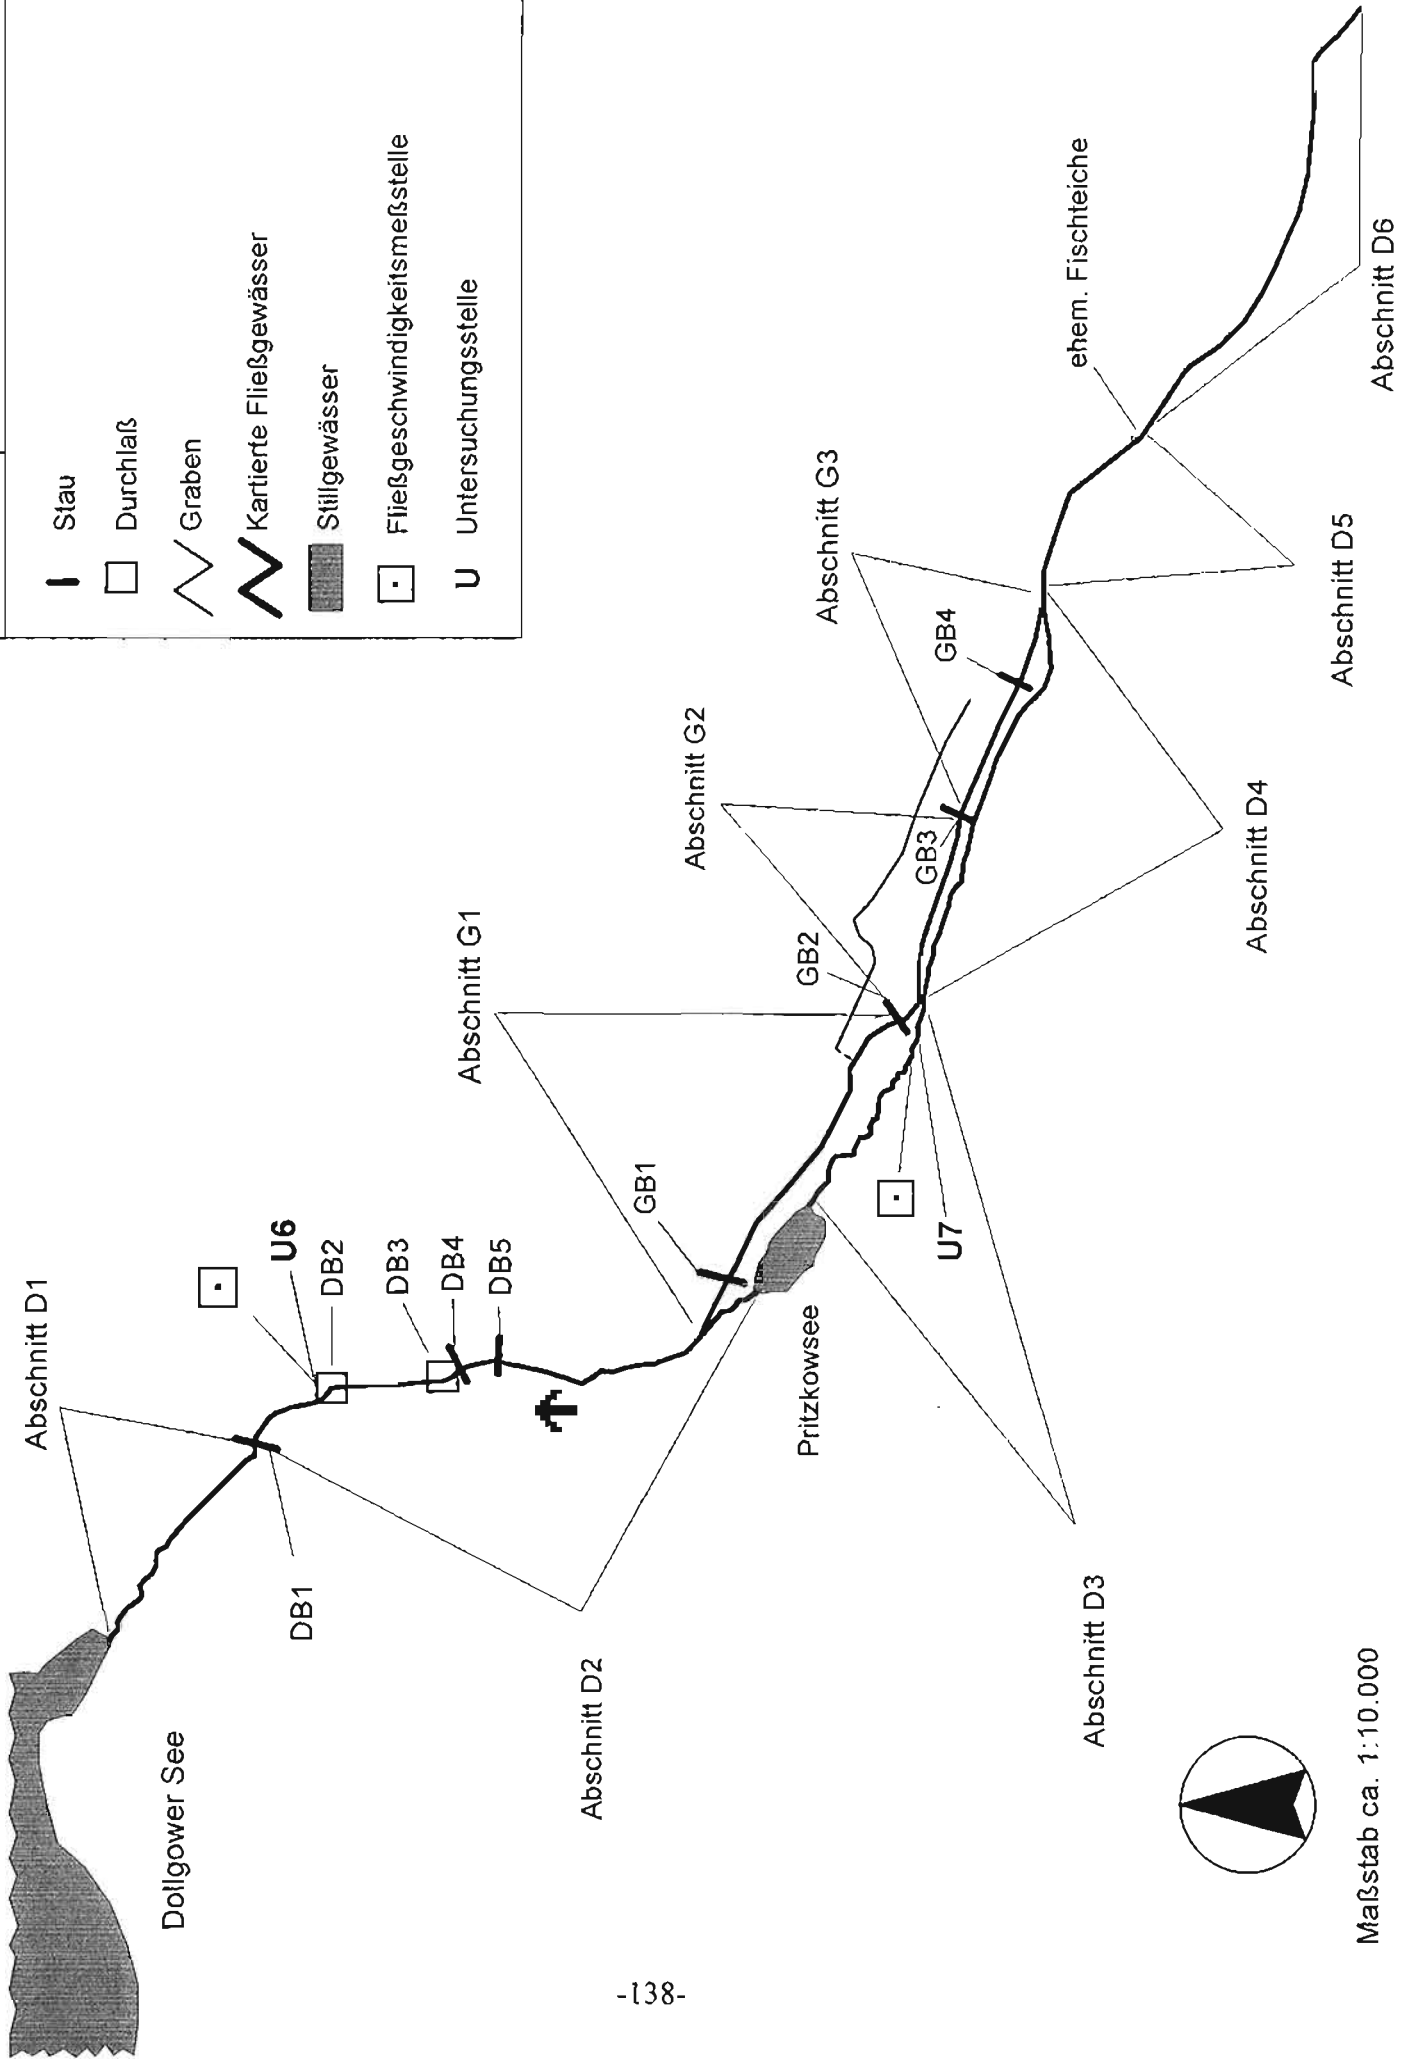 Stau
Durchlaß
Graben
Kartierte Fließgewässer
Stillgewässer
Fließgeschwindigkeitsmeßstelle
U Untersuchungsstelle
Dollgower See
Abschnitt D1
DB1
U6
DB2
DB3
DB4
DB5
Abschnitt D2
Abschnitt G1
GB1
Pritzkowsee
Abschnitt G2
GB2
U7
Abschnitt D3
Abschnitt G3
GB3
GB4
Abschnitt D4
ehem. Fischteiche
Abschnitt D5
Abschnitt D6
Maßstab ca. 1:10.000
-138-